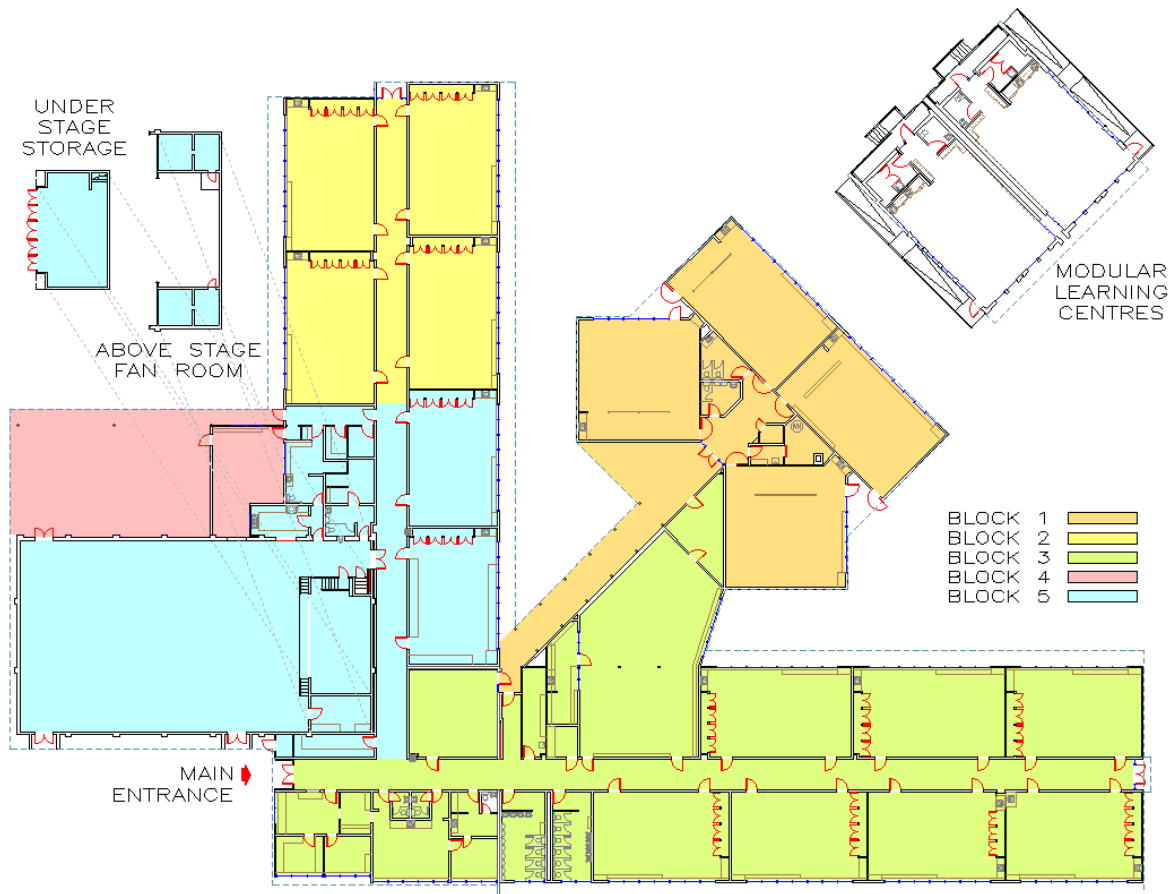 UNDER
STAGE
STORAGE
ABOVE STAGE
FAN ROOM
MODULAR
LEARNING
CENTRES
MH
BLOCK 1
BLOCK 2
BLOCK 3
BLOCK 4
BLOCK 5
MAIN
ENTRANCE